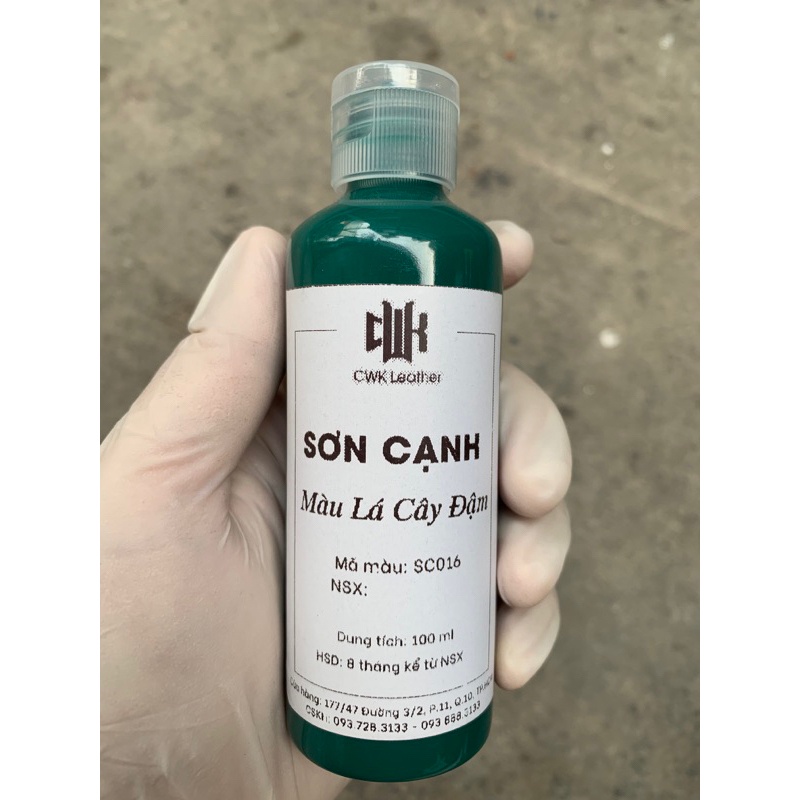 CWK
CWK Leather
SƠN CẠNH
Màu Lá Cây Đậm
Mã màu: SC016
NSX:
Dung tích: 100 ml
HSD: 8 tháng kể từ NSX
Cửa hàng: 177/47 Đường 3/2, P.11, Q.10, TP.HCM
CSKH: 093.728.3133 - 093 688.3133